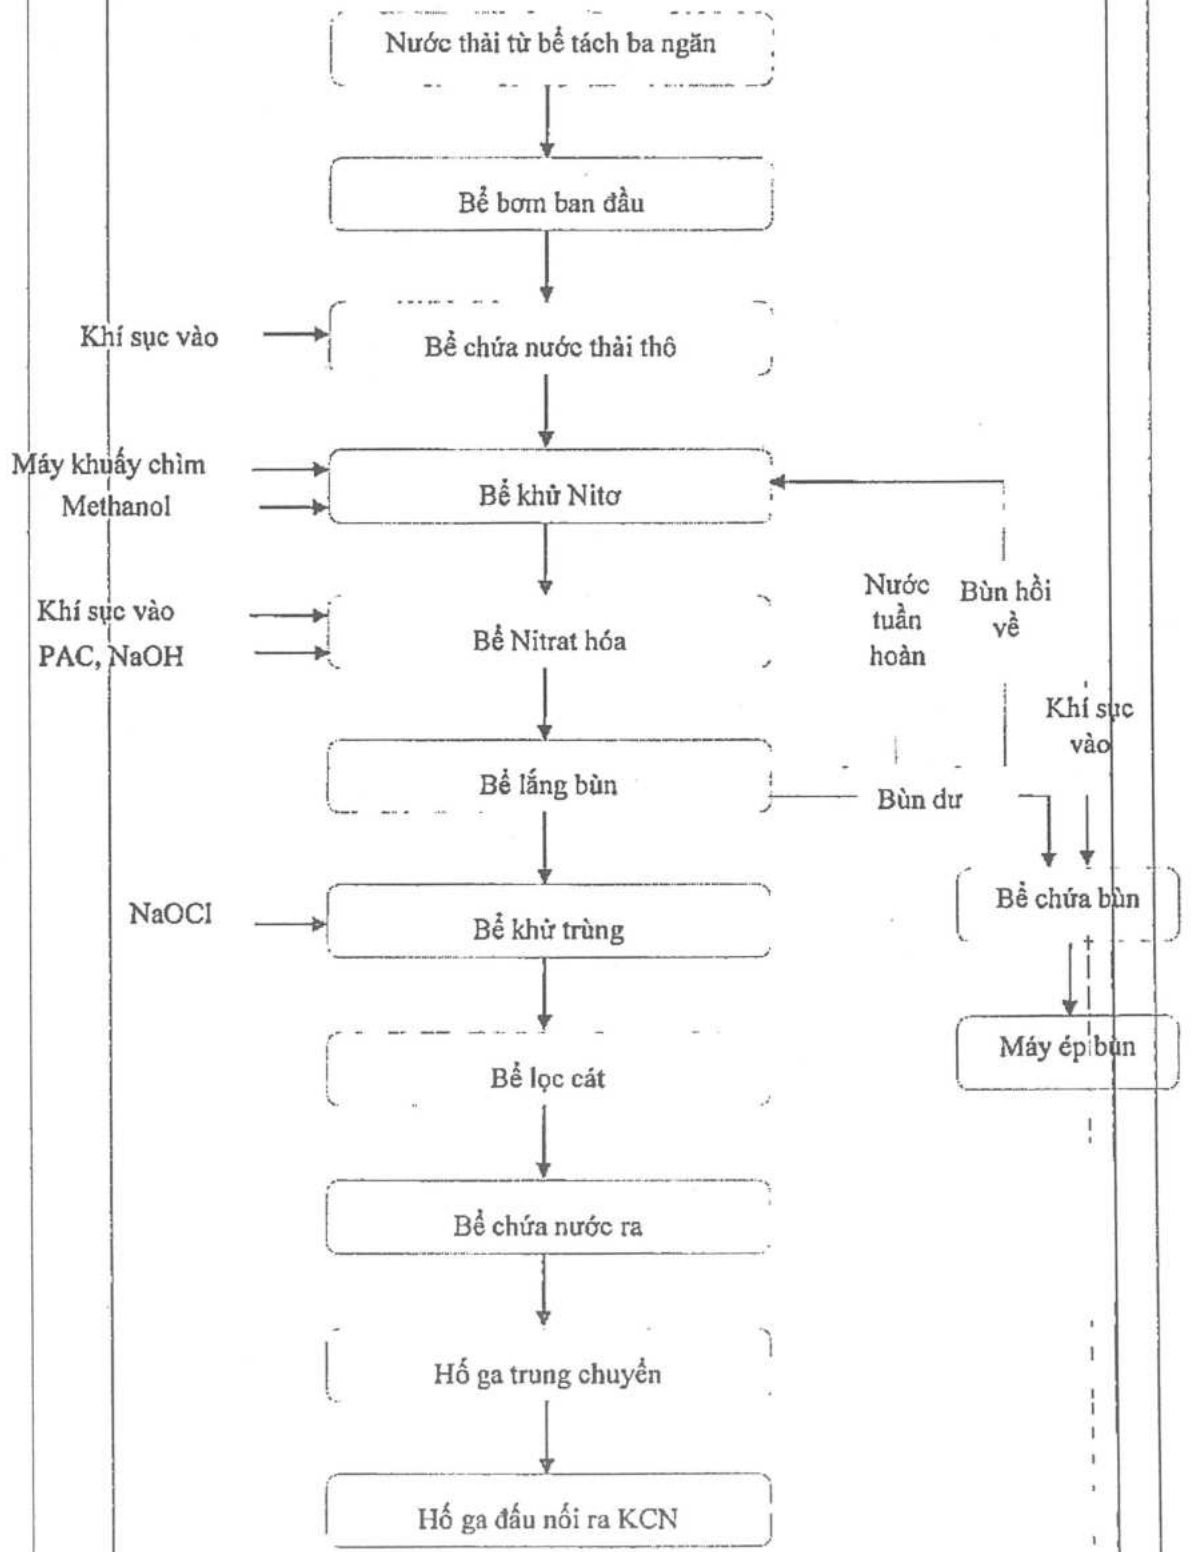 Nước thải từ bể tách ba ngăn
Bể bơm ban đầu
Khí sục vào
Bể chứa nước thải thô
Máy khuấy chìm
Methanol
Bể khử Nitơ
Khí sục vào
PAC, NaOH
Bể Nitrat hóa
Nước
tuần
hoàn
Bùn hồi
về
Khí sục
vào
Bể lắng bùn
Bùn dư
Bể chứa bùn
NaOCl
Bể khử trùng
Máy ép bùn
Bể lọc cát
Bể chứa nước ra
Hố ga trung chuyển
Hố ga đấu nối ra KCN